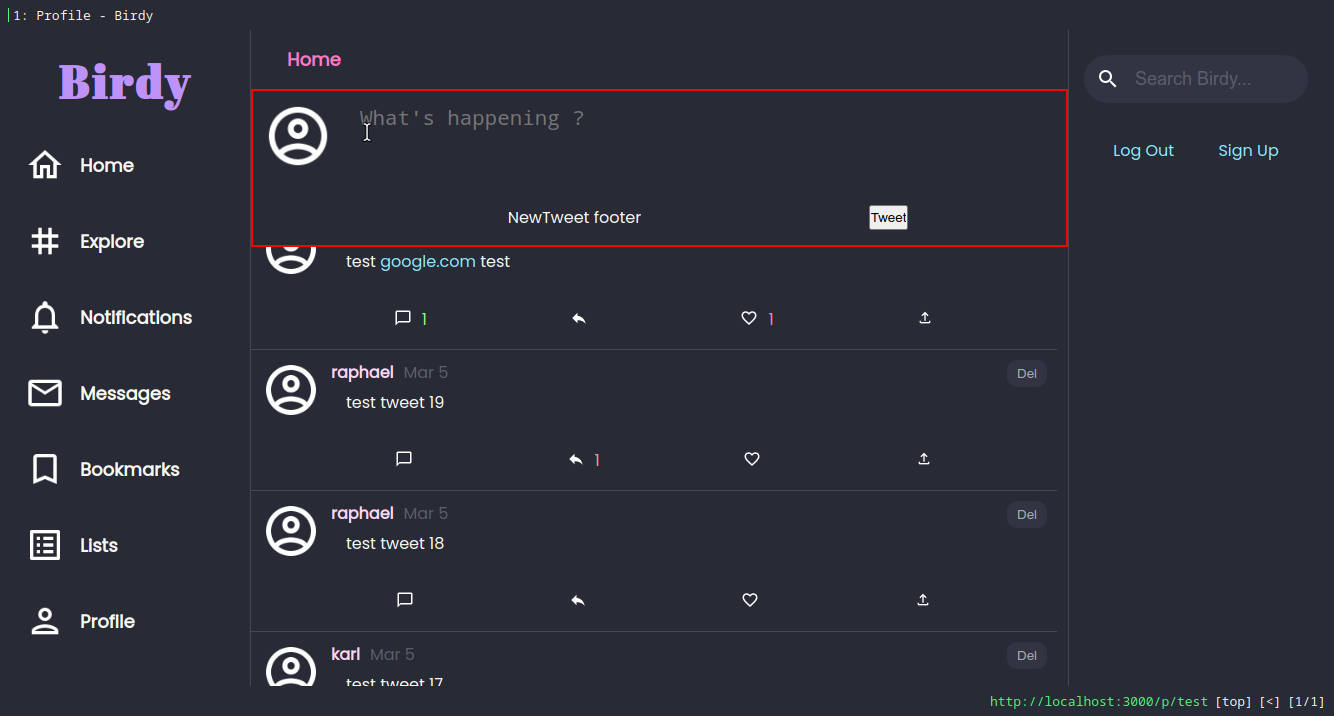 1: Profile - Birdy
Birdy
Home
Explore
Notifications
Messages
Bookmarks
Lists
Profile
Home
What's happening ?
NewTweet footer
Tweet
test google.com test
1
1
raphael Mar 5
Del
test tweet 19
1
raphael Mar 5
Del
test tweet 18
karl Mar 5
Del
test tweet 17
Search Birdy...
Log Out
Sign Up
http://localhost:3000/p/test [top] [<] [1/1]